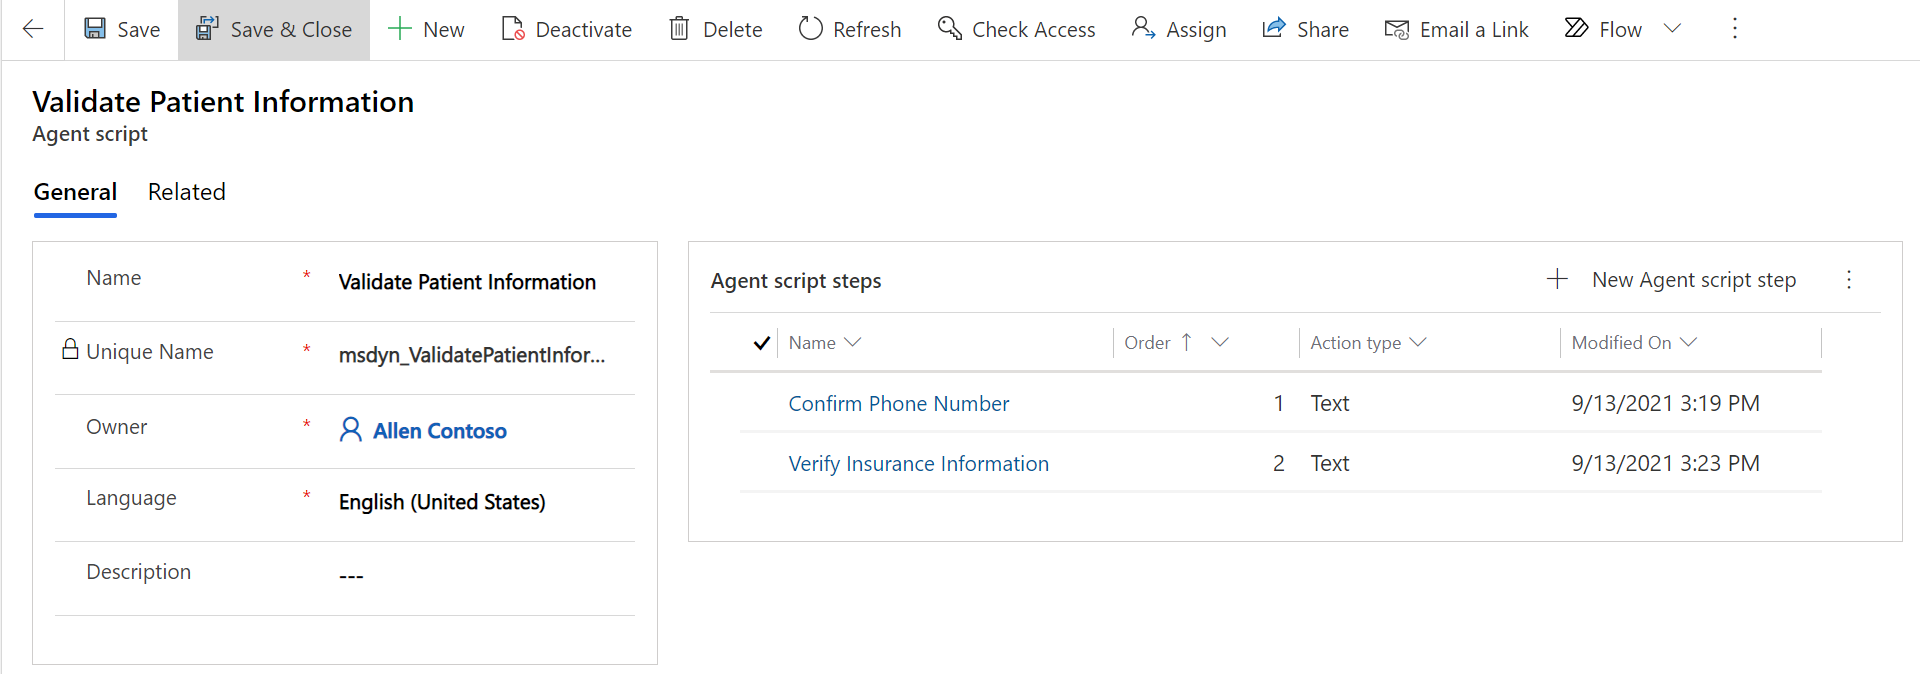 Save Save & Close New Deactivate Delete Refresh Check Access Assign Share Email a Link Flow
Validate Patient Information
Agent script
General Related
Name * Validate Patient Information
Unique Name * msdyn_ValidatePatientInfor...
Owner * Allen Contoso
Language * English (United States)
Description ---
Agent script steps New Agent script step
Name Order Action type Modified On
Confirm Phone Number 1 Text 9/13/2021 3:19 PM
Verify Insurance Information 2 Text 9/13/2021 3:23 PM